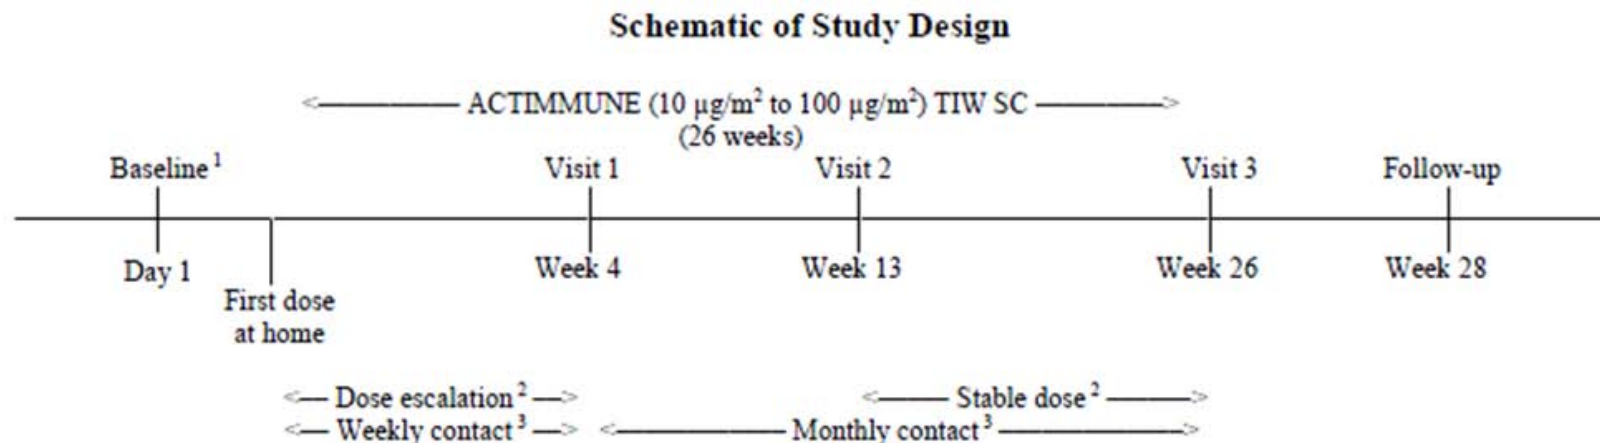 Schematic of Study Design
ACTIMMUNE (10 µg/m² to 100 µg/m²) TIW SC
(26 weeks)
Baseline¹ Visit 1 Visit 2 Visit 3 Follow-up
Day 1 Week 4 Week 13 Week 26 Week 28
First dose
at home
Dose escalation² Stable dose²
Weekly contact³ Monthly contact³